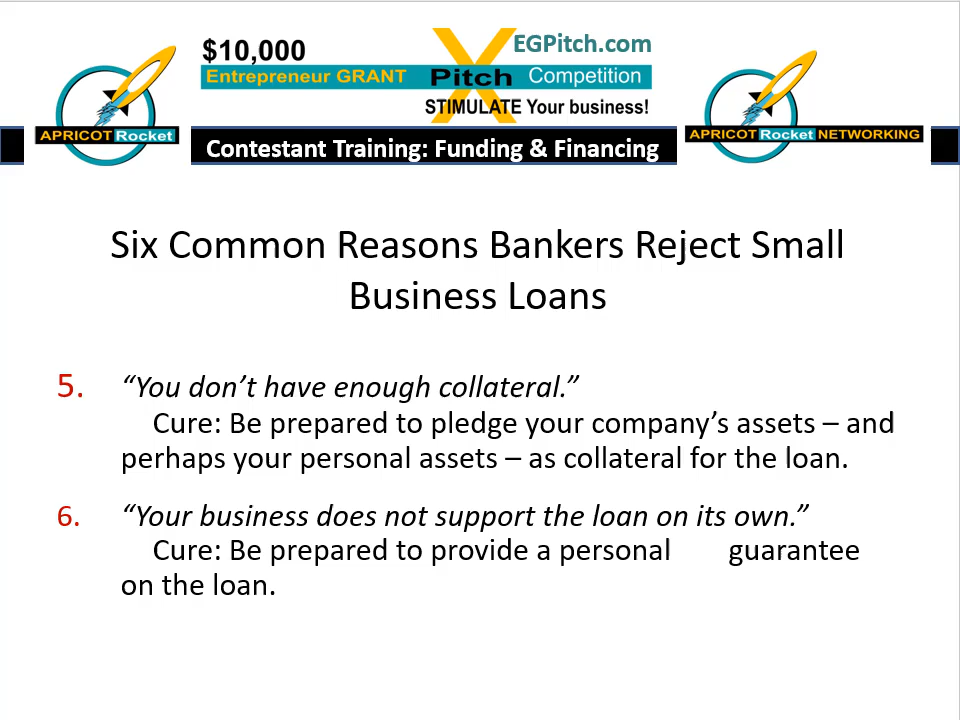 $10,000
EGPitch.com
Entrepreneur GRANT
Pitch
Competition
STIMULATE Your business!
APRICOT Rocket
APRICOT Rocket NETWORKING
Contestant Training: Funding & Financing
Six Common Reasons Bankers Reject Small
Business Loans
5. “You don’t have enough collateral.”
Cure: Be prepared to pledge your company’s assets – and
perhaps your personal assets – as collateral for the loan.
6. “Your business does not support the loan on its own.”
Cure: Be prepared to provide a personal guarantee
on the loan.